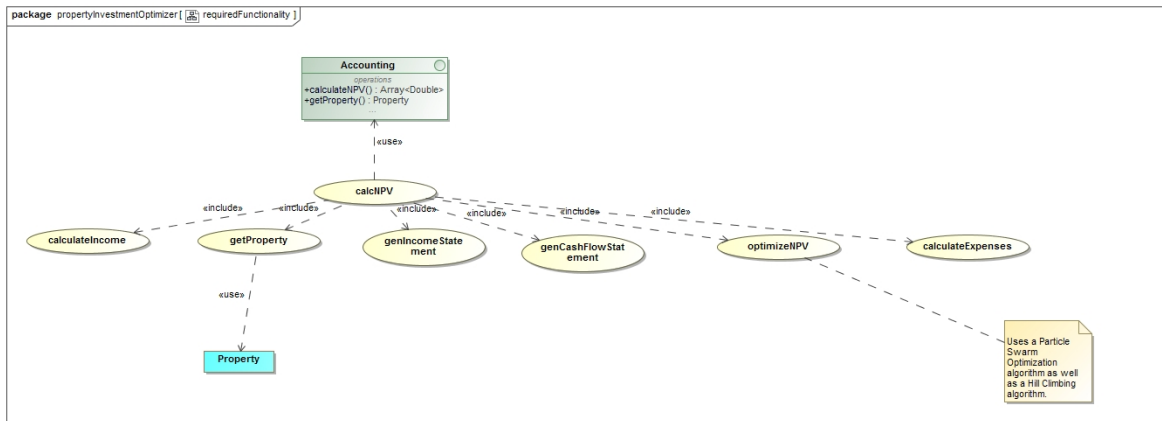 package propertyInvestmentOptimizer [ requiredFunctionality ]
Accounting
operations
+calculateNPV() : Array<Double>
+getProperty() : Property
...
«use»
calcNPV
«include»
«include»
«include»
«include»
«include»
«include»
calculateIncome
getProperty
genIncomeState
ment
genCashFlowStat
ement
optimizeNPV
calculateExpenses
«use»
Property
Uses a Particle
Swarm
Optimization
algorithm as well
as a Hill Climbing
algorithm.